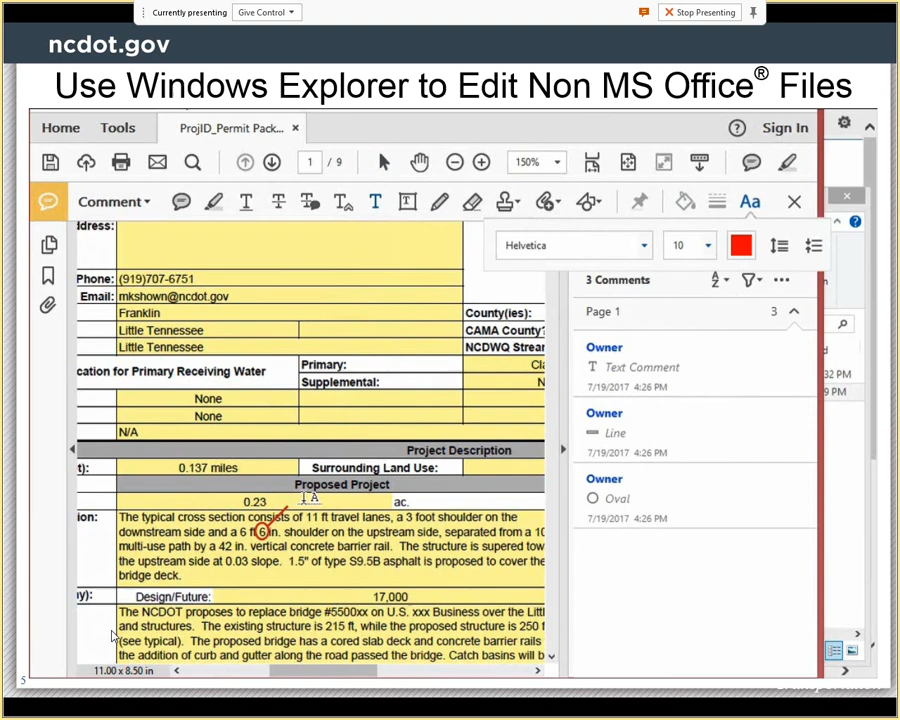 Currently presenting
Give Control
Stop Presenting
ncdot.gov
Use Windows Explorer to Edit Non MS Office® Files
Home
Tools
ProjID_Permit Pack...
Sign In
1 / 9
150%
Comment
Helvetica
10
3 Comments
Page 1
3
Owner
Text Comment
7/19/2017 4:26 PM
Owner
Line
7/19/2017 4:26 PM
Owner
Oval
7/19/2017 4:26 PM
32 PM
9 PM
ddress:
Phone: (919)707-6751
Email: mkshown@ncdot.gov
Franklin
County(ies):
Little Tennessee
CAMA County?
Little Tennessee
NCDWQ Strear
cation for Primary Receiving Water
Primary:
Cla
Supplemental:
N
None
None
N/A
Project Description
t):
0.137 miles
Surrounding Land Use:
Proposed Project
0.23
ac.
ion:
The typical cross section consists of 11 ft travel lanes, a 3 foot shoulder on the
downstream side and a 6 ft 6 in. shoulder on the upstream side, separated from a 10
multi-use path by a 42 in. vertical concrete barrier rail. The structure is supered tow
the upstream side at 0.03 slope. 1.5" of type S9.5B asphalt is proposed to cover the
bridge deck.
y):
Design/Future:
17,000
The NCDOT proposes to replace bridge #5500xx on U.S. xxx Business over the Littl
and structures. The existing structure is 215 ft, while the proposed structure is 250 f
(see typical). The proposed bridge has a cored slab deck and concrete barrier rails
the addition of curb and gutter along the road passed the bridge. Catch basins will b
11.00 x 8.50 in
5